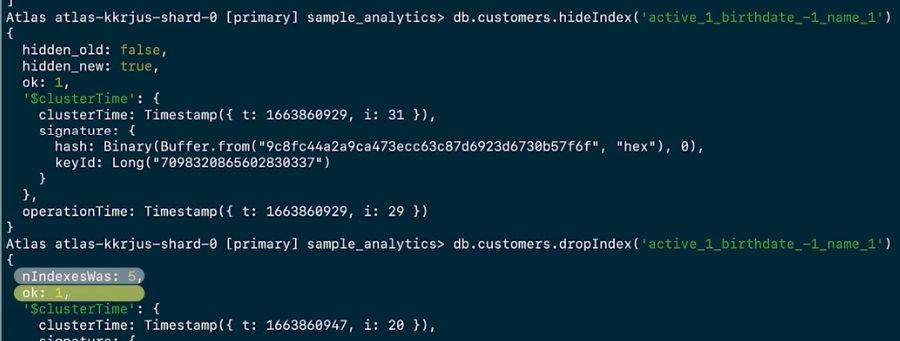 ]
Atlas atlas-kkrjus-shard-0 [primary] sample_analytics> db.customers.hideIndex('active_1_birthdate_-1_name_1')
{
  hidden_old: false,
  hidden_new: true,
  ok: 1,
  '$clusterTime': {
    clusterTime: Timestamp({ t: 1663860929, i: 31 }),
    signature: {
      hash: Binary(Buffer.from("9c8fc44a2a9ca473ecc63c87d6923d6730b57f6f", "hex"), 0),
      keyId: Long("7098320865602830337")
    }
  },
  operationTime: Timestamp({ t: 1663860929, i: 29 })
}
Atlas atlas-kkrjus-shard-0 [primary] sample_analytics> db.customers.dropIndex('active_1_birthdate_-1_name_1')
{
  nIndexesWas: 5,
  ok: 1,
  '$clusterTime': {
    clusterTime: Timestamp({ t: 1663860947, i: 20 }),
    signature: {